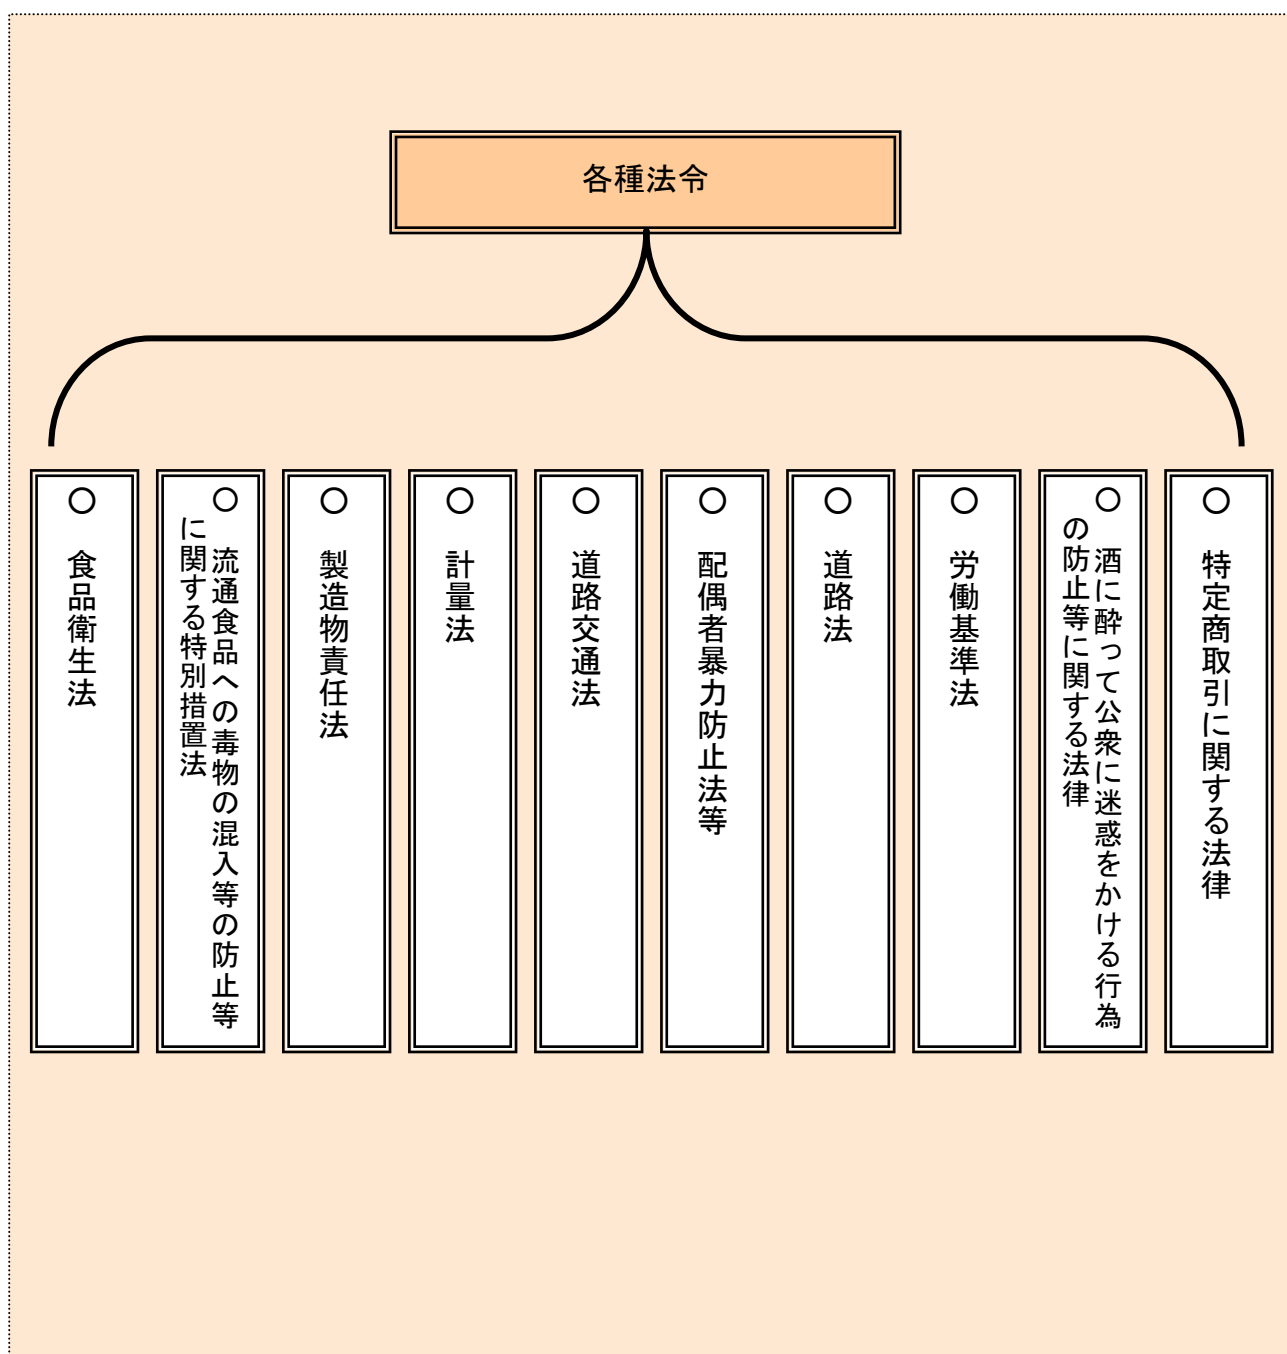 各種法令
○　特定商取引に関する法律
○　酒に酔って公衆に迷惑をかける行為
の防止等に関する法律
○　労働基準法
○　道路法
○　配偶者暴力防止法等
○　道路交通法
○　計量法
○　製造物責任法
○　流通食品への毒物の混入等の防止等
に関する特別措置法
○　食品衛生法